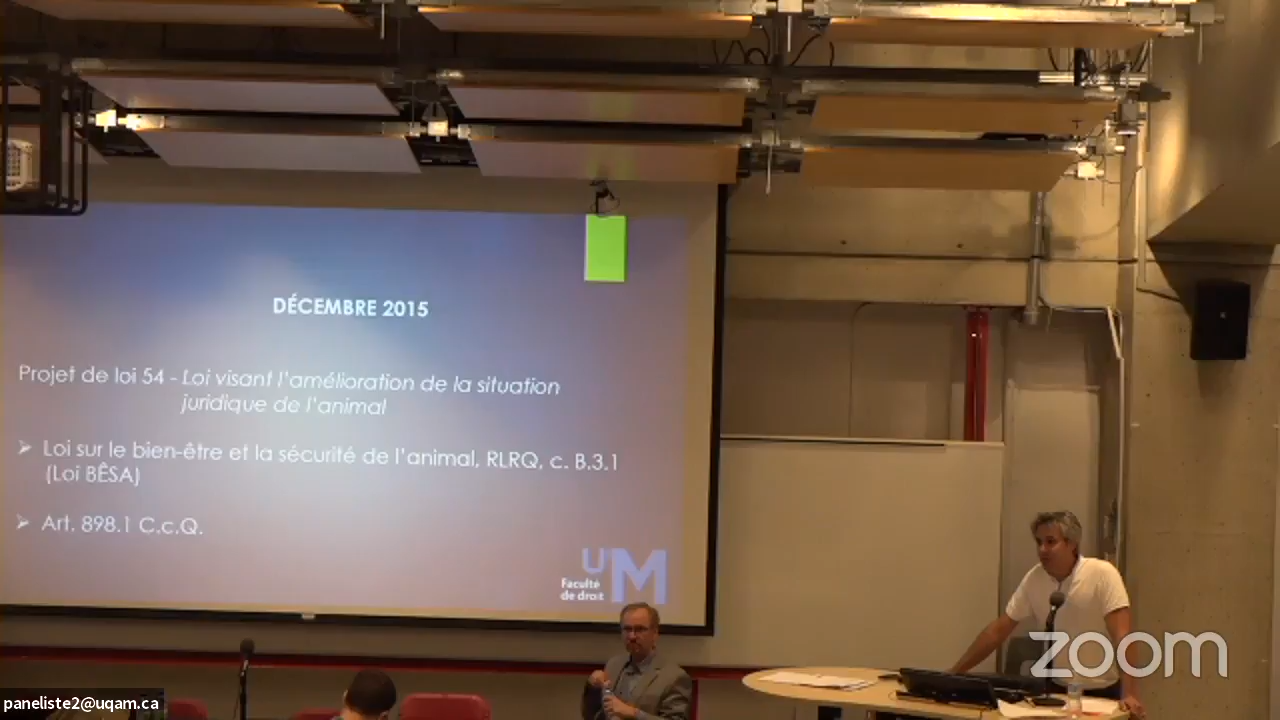 DÉCEMBRE 2015
Projet de loi 54 - Loi visant l'amélioration de la situation
juridique de l'animal
➢ Loi sur le bien-être et la sécurité de l'animal, RLRQ, c. B.3.1
(Loi BÊSA)
➢ Art. 898.1 C.c.Q.
UM
Faculté
de droit
zoom
paneliste2@uqam.ca